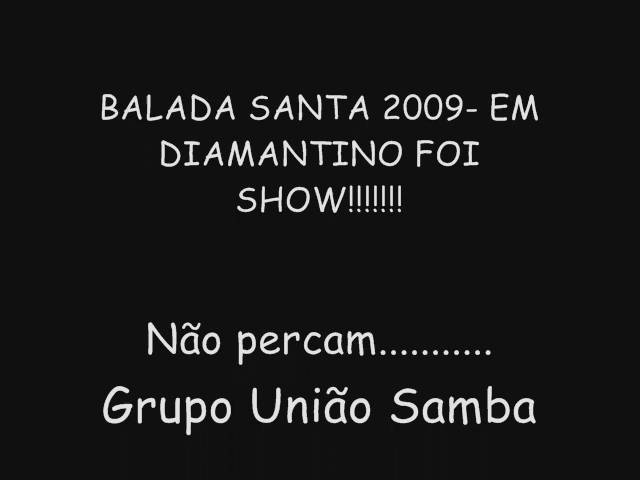 BALADA SANTA 2009- EM
DIAMANTINO FOI
SHOW!!!!!!!
Não percam...........
Grupo União Samba